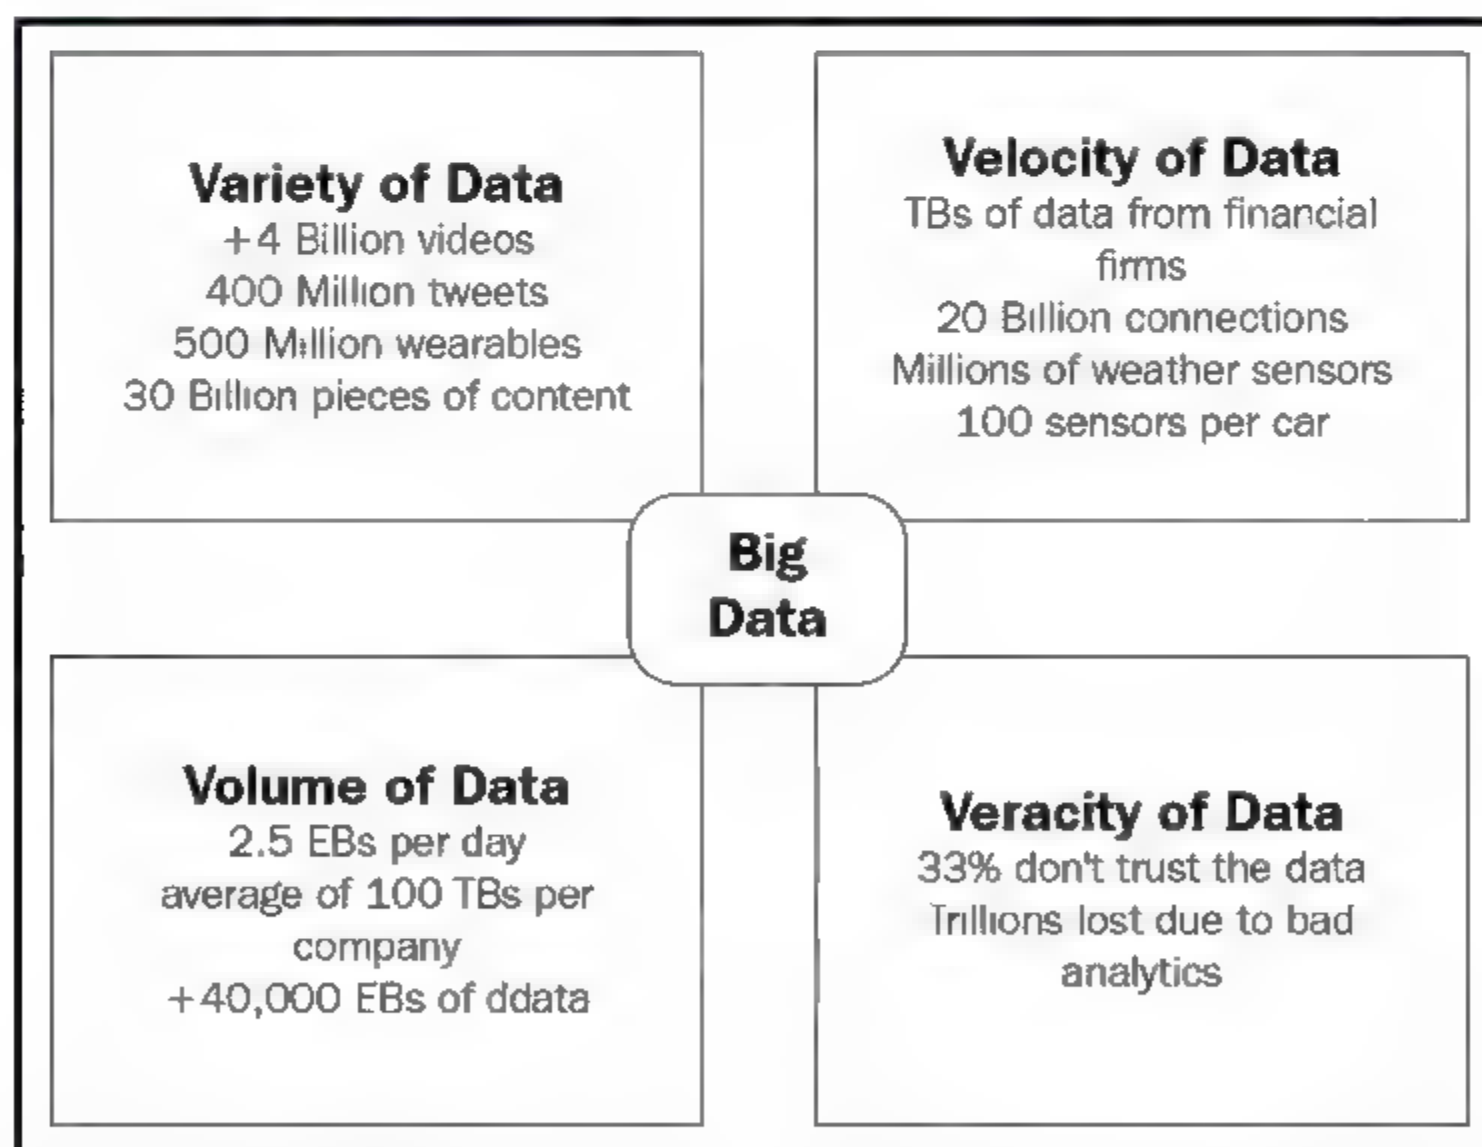 Variety of Data
+4 Billion videos
400 Million tweets
500 Million wearables
30 Billion pieces of content
Velocity of Data
TBs of data from financial
firms
20 Billion connections
Millions of weather sensors
100 sensors per car
Big
Data
Volume of Data
2.5 EBs per day
average of 100 TBs per
company
+40,000 EBs of ddata
Veracity of Data
33% don't trust the data
Trillions lost due to bad
analytics